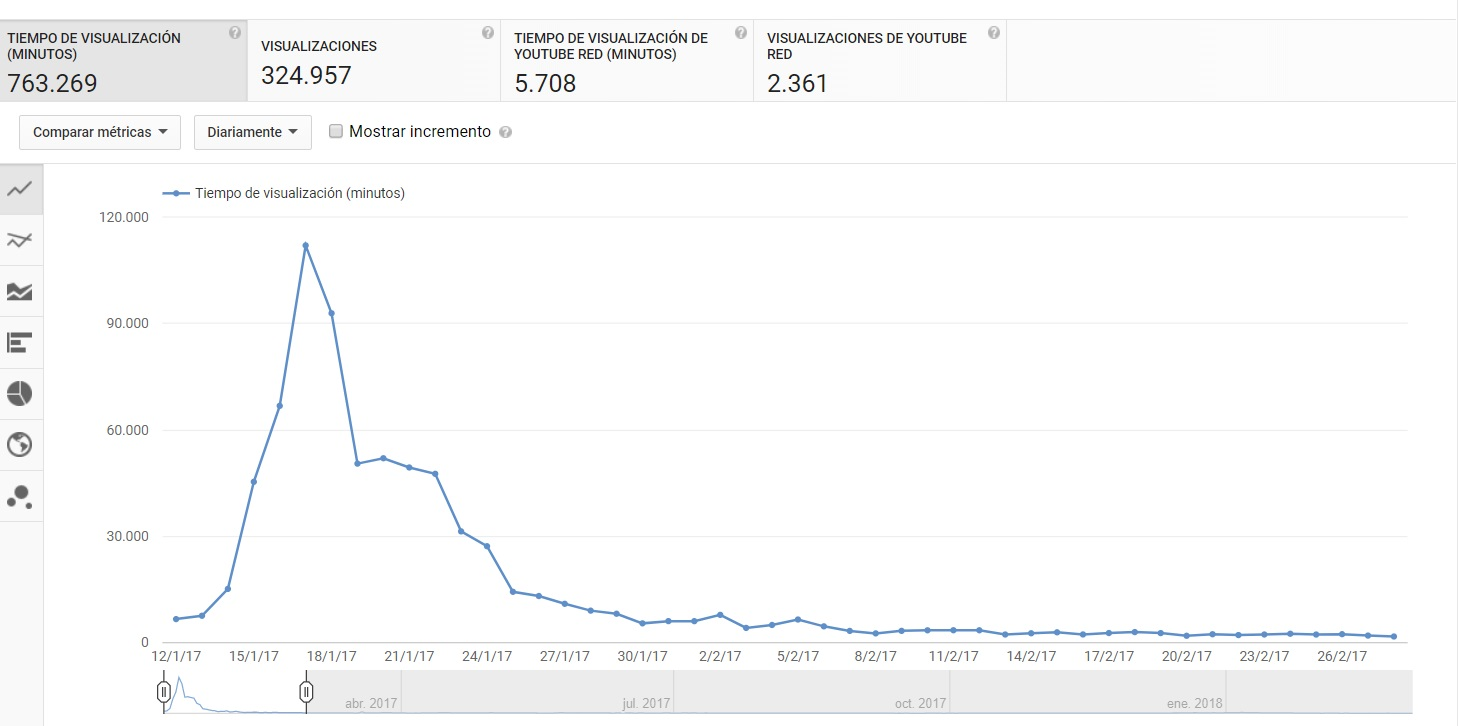 TIEMPO DE VISUALIZACIÓN
(MINUTOS)
763.269
VISUALIZACIONES
324.957
TIEMPO DE VISUALIZACIÓN DE
YOUTUBE RED (MINUTOS)
5.708
VISUALIZACIONES DE YOUTUBE
RED
2.361
Comparar métricas
Diariamente
Mostrar incremento
Tiempo de visualización (minutos)
120.000
90.000
60.000
30.000
0
12/1/17 15/1/17 18/1/17 21/1/17 24/1/17 27/1/17 30/1/17 2/2/17 5/2/17 8/2/17 11/2/17 14/2/17 17/2/17 20/2/17 23/2/17 26/2/17
abr. 2017 jul. 2017 oct. 2017 ene. 2018